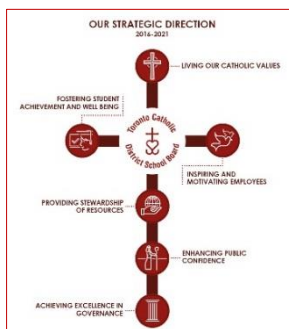 OUR STRATEGIC DIRECTION
2016-2021
LIVING OUR CATHOLIC VALUES
FOSTERING STUDENT
ACHIEVEMENT AND WELL BEING
Toronto Catholic
District School Board
INSPIRING AND
MOTIVATING EMPLOYEES
PROVIDING STEWARDSHIP
OF RESOURCES
ENHANCING PUBLIC
CONFIDENCE
ACHIEVING EXCELLENCE IN
GOVERNANCE